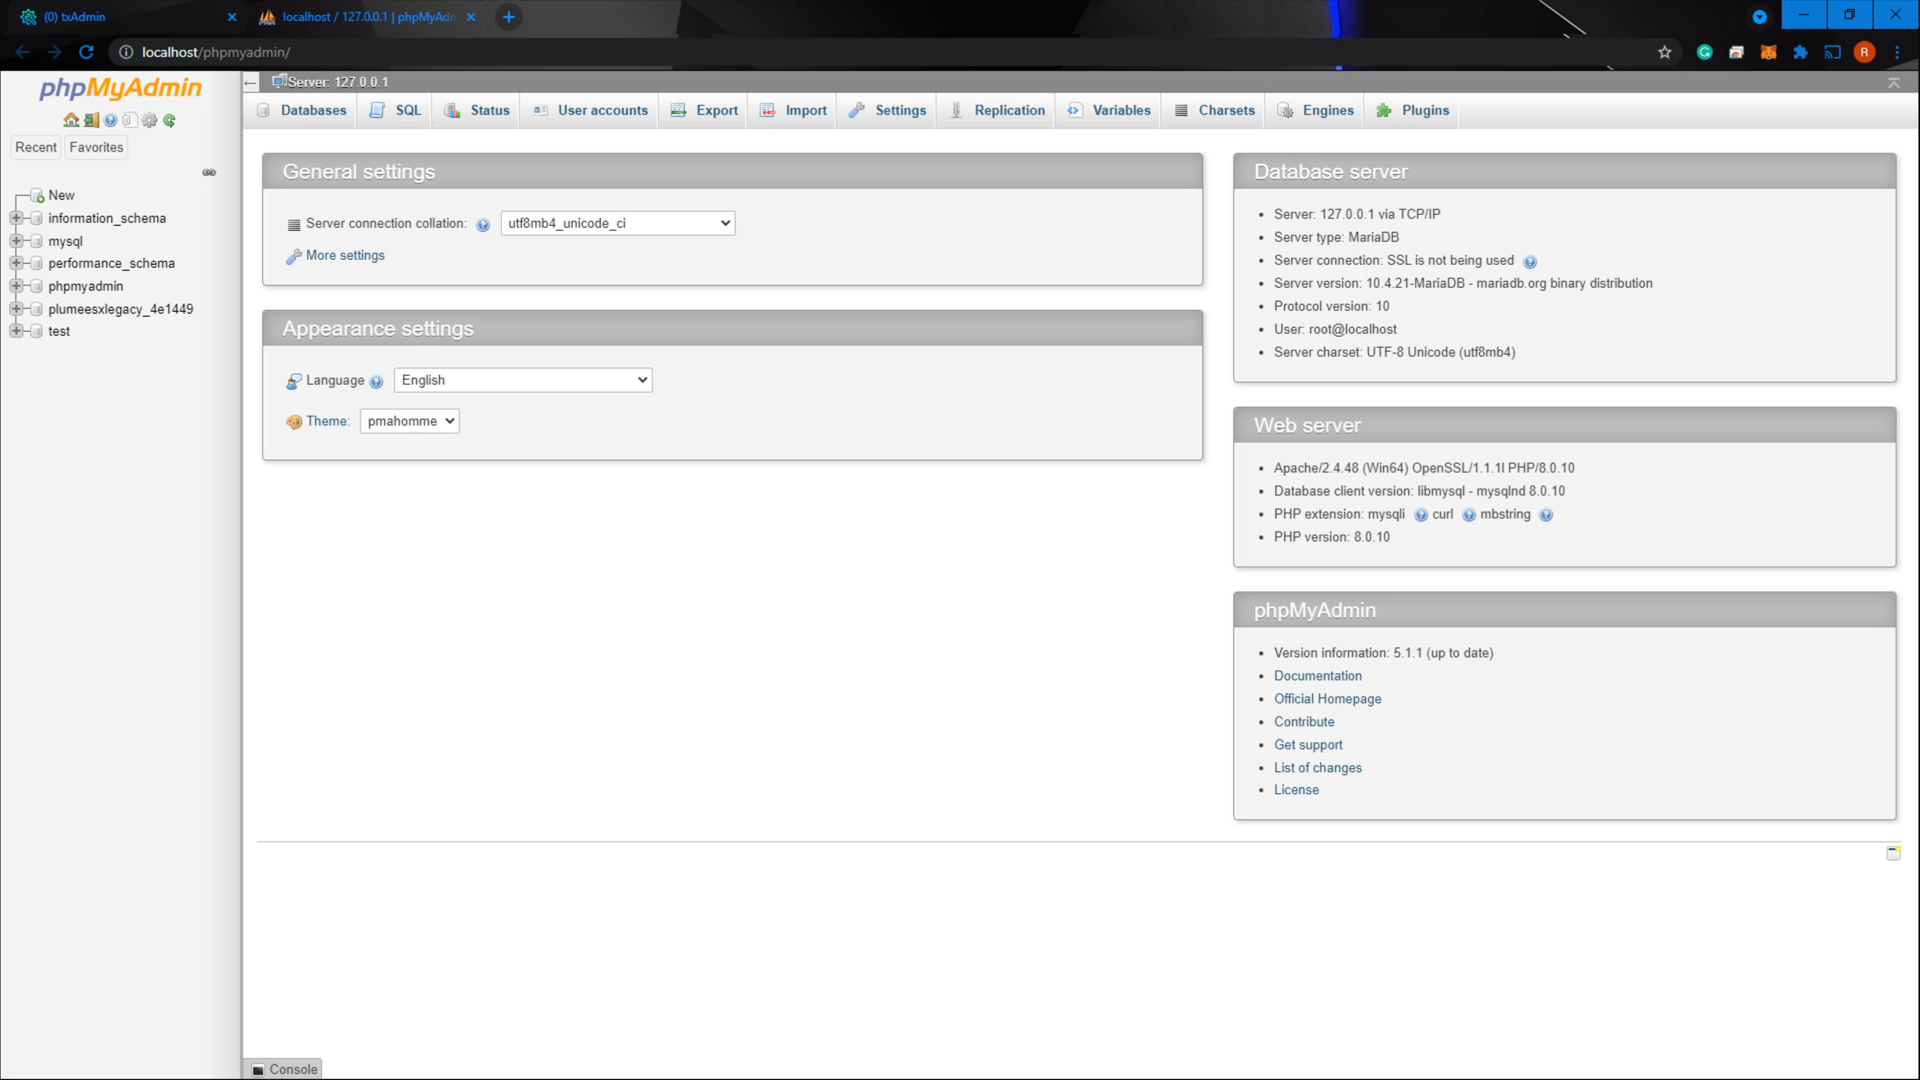 (0) txAdmin
localhost / 127.0.0.1 | phpMyAdm
localhost/phpmyadmin/
R
phpMyAdmin
Server: 127.0.0.1
Databases SQL Status User accounts Export Import Settings Replication Variables Charsets Engines Plugins
Recent Favorites
New
information_schema
mysql
performance_schema
phpmyadmin
plumeesxlegacy_4e1449
test
General settings
Server connection collation: utf8mb4_unicode_ci
More settings
Appearance settings
Language English
Theme: pmahomme
Database server
Server: 127.0.0.1 via TCP/IP
Server type: MariaDB
Server connection: SSL is not being used
Server version: 10.4.21-MariaDB - mariadb.org binary distribution
Protocol version: 10
User: root@localhost
Server charset: UTF-8 Unicode (utf8mb4)
Web server
Apache/2.4.48 (Win64) OpenSSL/1.1.1l PHP/8.0.10
Database client version: libmysql - mysqlnd 8.0.10
PHP extension: mysqli curl mbstring
PHP version: 8.0.10
phpMyAdmin
Version information: 5.1.1 (up to date)
Documentation
Official Homepage
Contribute
Get support
List of changes
License
Console